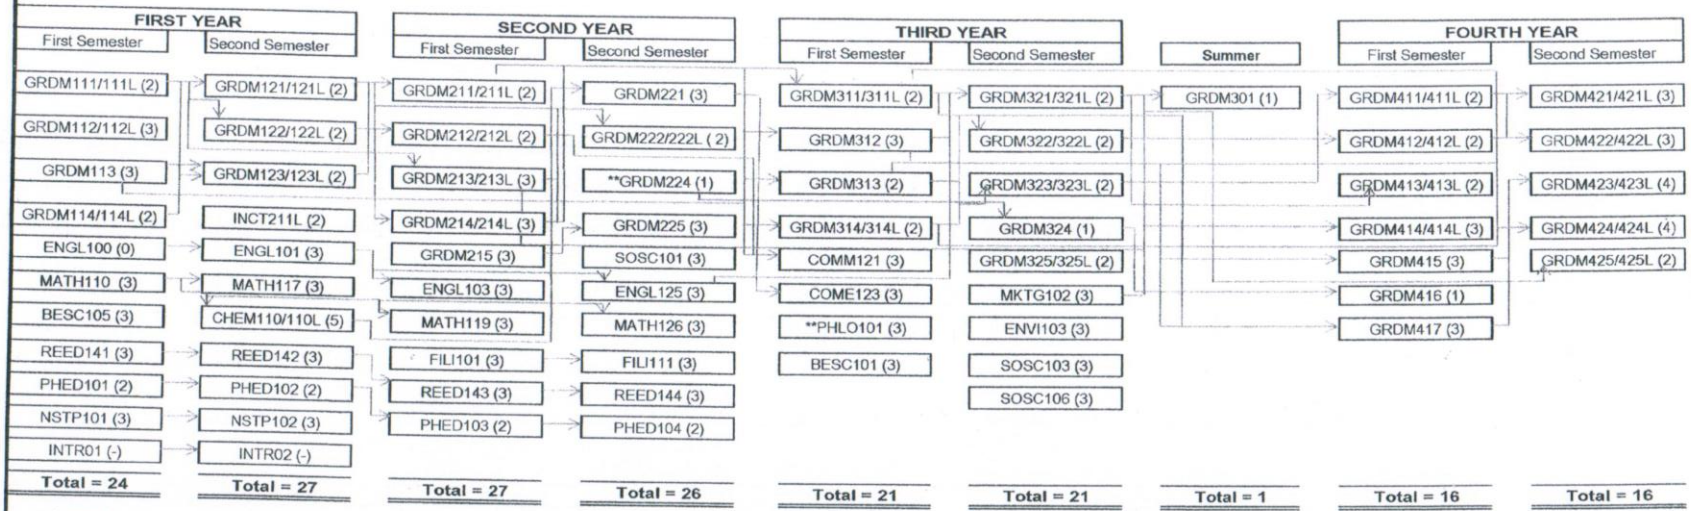 FIRST YEAR
First Semester
GRDM111/111L (2)
GRDM112/112L (3)
GRDM113 (3)
GRDM114/114L (2)
ENGL100 (0)
MATH110 (3)
BESC105 (3)
REED141 (3)
PHED101 (2)
NSTP101 (3)
INTR01 (-)
Total = 24
Second Semester
GRDM121/121L (2)
GRDM122/122L (2)
GRDM123/123L (2)
INCT211L (2)
ENGL101 (3)
MATH117 (3)
CHEM110/110L (5)
REED142 (3)
PHED102 (2)
NSTP102 (3)
INTR02 (-)
Total = 27
SECOND YEAR
First Semester
GRDM211/211L (2)
GRDM212/212L (2)
GRDM213/213L (3)
GRDM214/214L (3)
GRDM215 (3)
ENGL103 (3)
MATH119 (3)
FILI101 (3)
REED143 (3)
PHED103 (2)
Total = 27
Second Semester
GRDM221 (3)
GRDM222/222L ( 2)
**GRDM224 (1)
GRDM225 (3)
SOSC101 (3)
ENGL125 (3)
MATH126 (3)
FILI111 (3)
REED144 (3)
PHED104 (2)
Total = 26
THIRD YEAR
First Semester
GRDM311/311L (2)
GRDM312 (3)
GRDM313 (2)
GRDM314/314L (2)
COMM121 (3)
COME123 (3)
**PHLO101 (3)
BESC101 (3)
Total = 21
Second Semester
GRDM321/321L (2)
GRDM322/322L (2)
GRDM323/323L (2)
GRDM324 (1)
GRDM325/325L (2)
MKTG102 (3)
ENVI103 (3)
SOSC103 (3)
SOSC106 (3)
Total = 21
Summer
GRDM301 (1)
Total = 1
FOURTH YEAR
First Semester
GRDM411/411L (2)
GRDM412/412L (2)
GRDM413/413L (2)
GRDM414/414L (3)
GRDM415 (3)
GRDM416 (1)
GRDM417 (3)
Total = 16
Second Semester
GRDM421/421L (3)
GRDM422/422L (3)
GRDM423/423L (4)
GRDM424/424L (4)
GRDM425/425L (2)
Total = 16